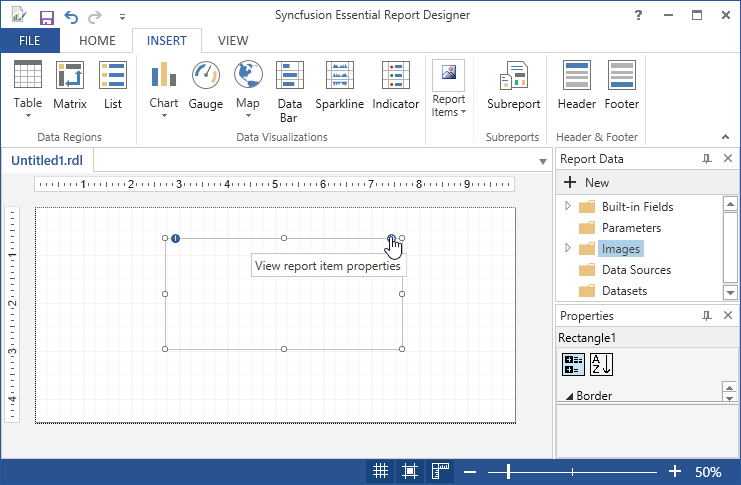 Syncfusion Essential Report Designer
?
FILE HOME INSERT VIEW
Table Matrix List Chart Gauge Map Data Bar Sparkline Indicator Report Items Subreport Header Footer
Data Regions Data Visualizations Subreports Header & Footer
Untitled1.rdl
1 2 3 4 5 6 7 8 9
1
2
3
4
View report item properties
Report Data
New
Built-in Fields
Parameters
Images
Data Sources
Datasets
Properties
Rectangle1
A
Z
Border
50%